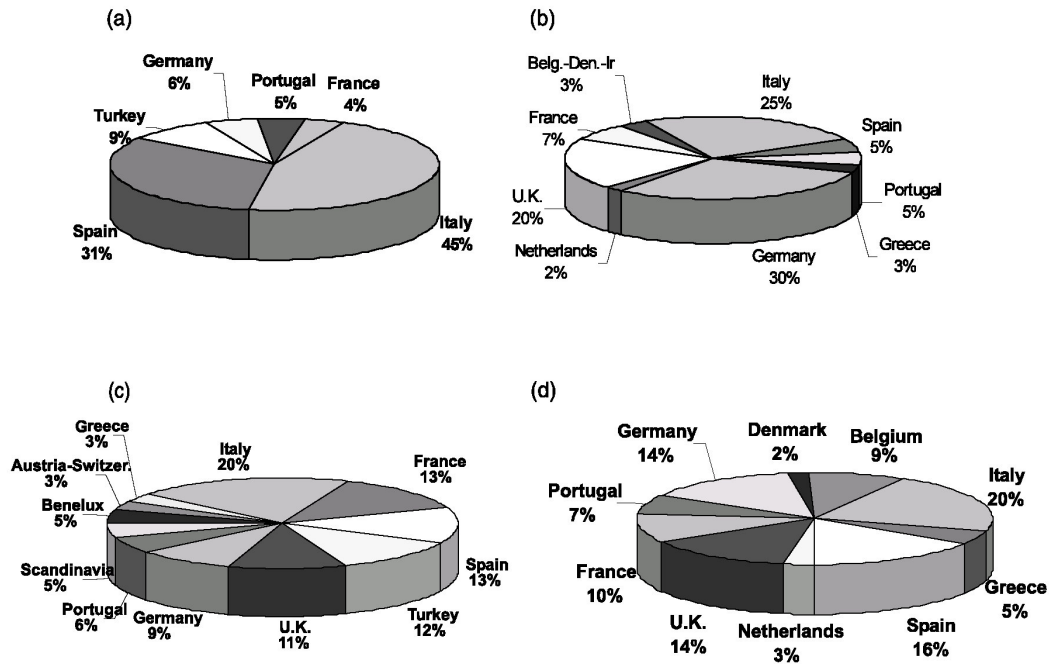 (a)
Germany
6%
Portugal
5%
France
4%
Turkey
9%
Spain
31%
Italy
45%
(b)
Belg.-Den.-Ir
3%
Italy
25%
France
7%
Spain
5%
U.K.
20%
Portugal
5%
Netherlands
2%
Germany
30%
Greece
3%
(c)
Greece
3%
Italy
20%
France
13%
Austria-Switzer.
3%
Benelux
5%
Scandinavia
5%
Portugal
6%
Germany
9%
U.K.
11%
Turkey
12%
Spain
13%
(d)
Germany
14%
Denmark
2%
Belgium
9%
Italy
20%
Portugal
7%
France
10%
U.K.
14%
Netherlands
3%
Spain
16%
Greece
5%